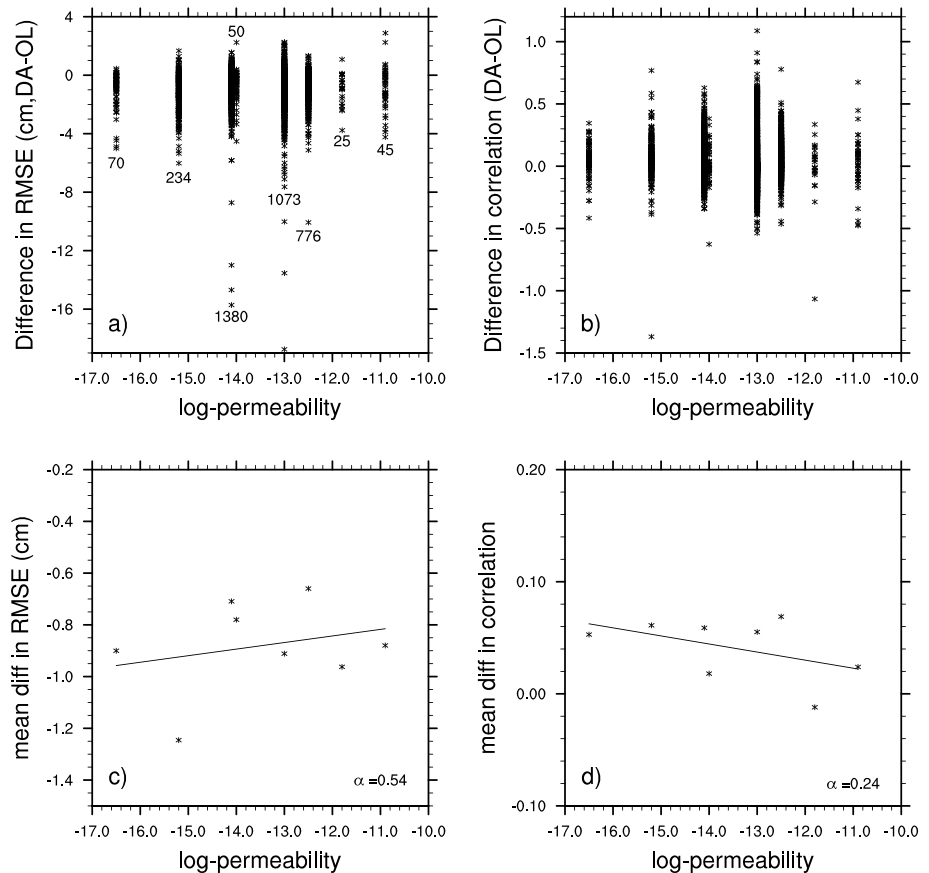 Difference in RMSE (cm,DA-OL)
4
0
-4
-8
-12
-16
50
70
234
1380
1073
776
25
45
a)
-17.0 -16.0 -15.0 -14.0 -13.0 -12.0 -11.0 -10.0
log-permeability
Difference in correlation (DA-OL)
1.0
0.5
0.0
-0.5
-1.0
-1.5
b)
-17.0 -16.0 -15.0 -14.0 -13.0 -12.0 -11.0 -10.0
log-permeability
mean diff in RMSE (cm)
-0.2
-0.4
-0.6
-0.8
-1.0
-1.2
-1.4
c)
α =0.54
-17.0 -16.0 -15.0 -14.0 -13.0 -12.0 -11.0 -10.0
log-permeability
mean diff in correlation
0.20
0.10
0.00
-0.10
d)
α =0.24
-17.0 -16.0 -15.0 -14.0 -13.0 -12.0 -11.0 -10.0
log-permeability